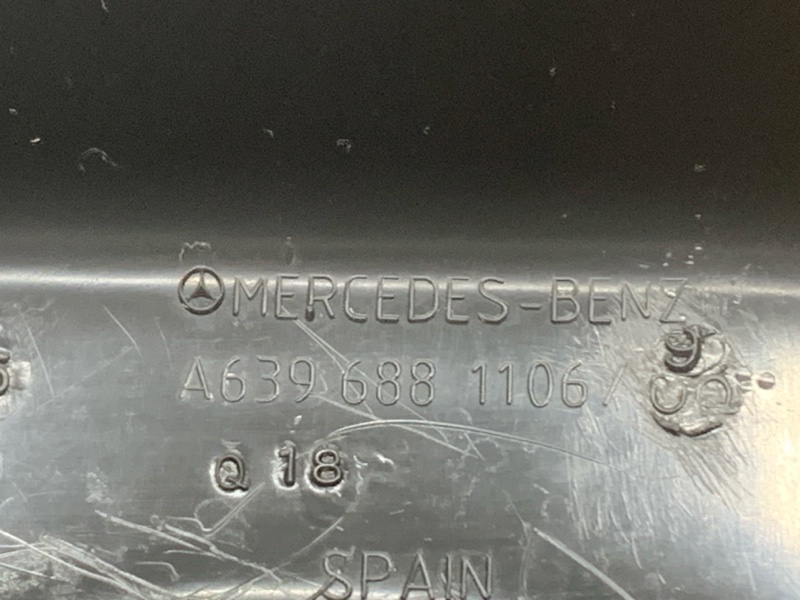 MERCEDES-BENZ
A639 688 1106/
Q 18
SPAIN